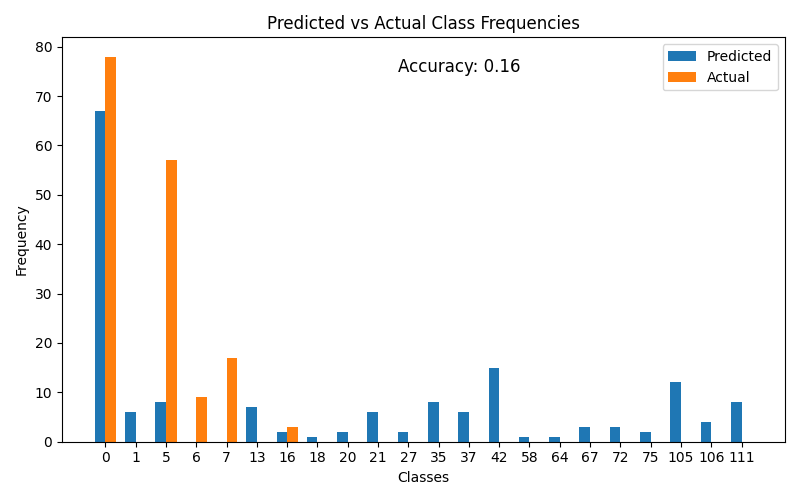 Predicted vs Actual Class Frequencies
Accuracy: 0.16
Predicted
Actual
Frequency
80
70
60
50
40
30
20
10
0
0 1 5 6 7 13 16 18 20 21 27 35 37 42 58 64 67 72 75 105 106 111
Classes